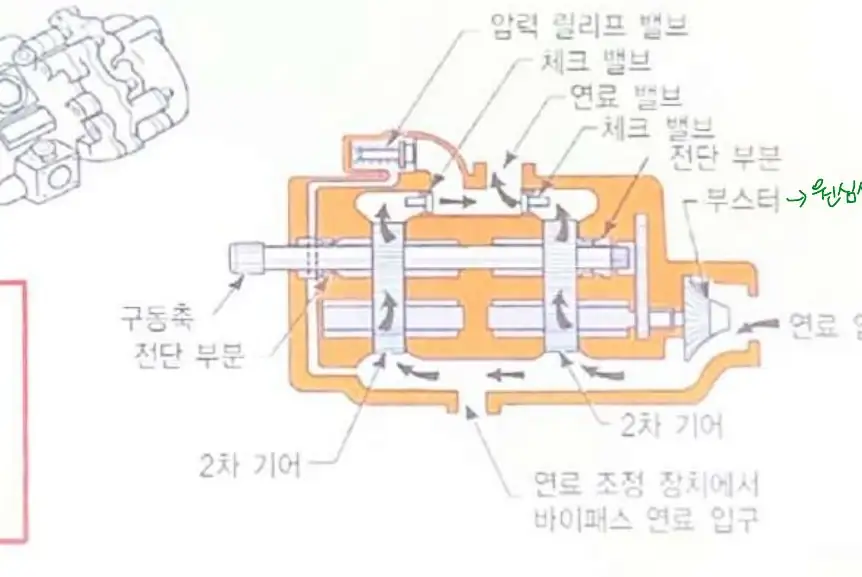 압력 릴리프 밸브
체크 밸브
연료 밸브
체크 밸브
전단 부분
부스터
구동축
전단 부분
연료
2차 기어
2차 기어
연료 조정 장치에서
바이패스 연료 입구